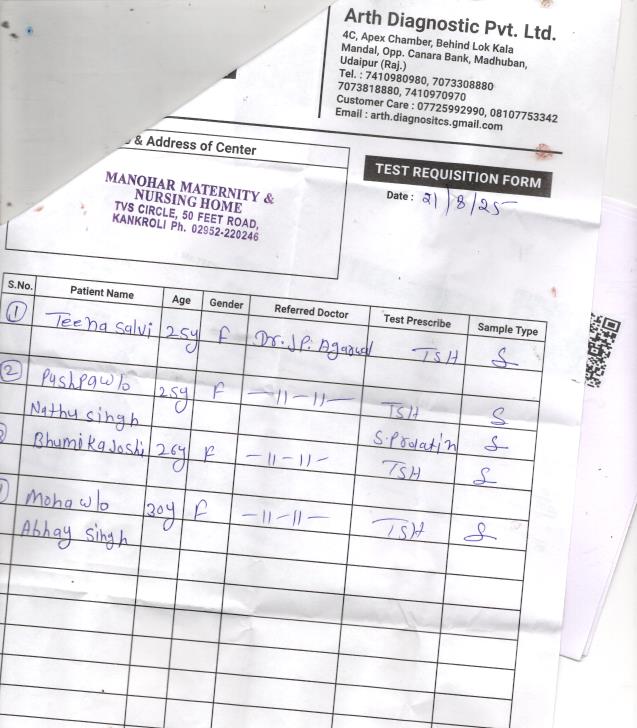 Arth Diagnostic Pvt. Ltd.
4C, Apex Chamber, Behind Lok Kala
Mandal, Opp. Canara Bank, Madhuban,
Udaipur (Raj.)
Tel. : 7410980980, 7073308880
7073818880, 7410970970
Customer Care : 07725992990, 08107753342
Email : arth.diagnositcs.gmail.com
& Address of Center
MANOHAR MATERNITY &
NURSING HOME
TVS CIRCLE, 50 FEET ROAD,
KANKROLI Ph. 02952-220246
TEST REQUISITION FORM
Date : 21/8/25
S.No. Patient Name Age Gender Referred Doctor Test Prescribe Sample Type
1 Teena Salvi 25y F Dr. J.P. Agarwal TSH S
2 Pushpa w/o 25y F -11-11- TSH S
Nathu singh S. Prolatin S
Bhumika Joshi 26y F -11-11- TSH S
Mona w/o 20y F -11-11- TSH S
Abhay singh